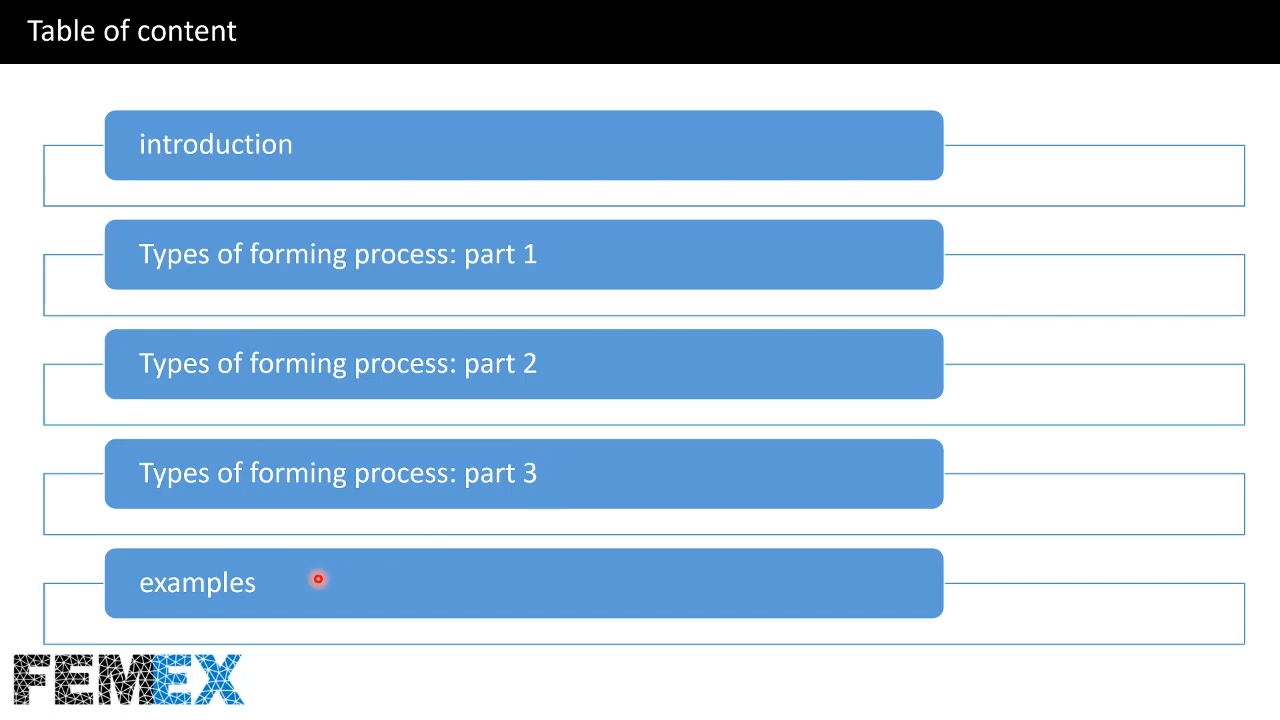 Table of content
introduction
Types of forming process: part 1
Types of forming process: part 2
Types of forming process: part 3
examples
FEMEX